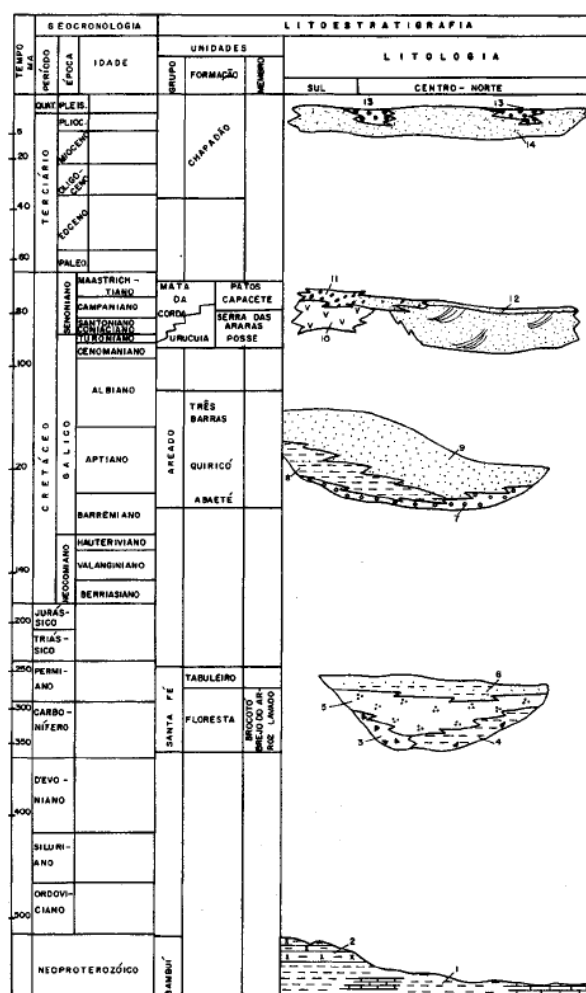 GEOCRONOLOGIA
LITOESTRATIGRAFIA
TEMPO MA
PERÍODO
ÉPOCA
IDADE
UNIDADES
GRUPO
FORMAÇÃO
MEMBRO
LITOLOGIA
SUL
CENTRO-NORTE
QUAT.
PLEIS.
PLIOC.
MIOCENO
OLIGOCENO
EOCENO
PALEO.
TERCIÁRIO
CHAPADÃO
5
20
40
60
13
13
14
CRETÁCEO
SENONIANO
GÁLICO
NEOCOMIANO
MAASTRICH-
TIANO
CAMPANIANO
SANTONIANO
CONIACIANO
TURONIANO
CENOMANIANO
ALBIANO
APTIANO
BARREMIANO
HAUTERIVIANO
VALANGINIANO
BERRIASIANO
80
100
120
140
MATA
DA
CORDA
URUCUIA
PATOS
CAPACÉTE
SERRA DAS
ARARAS
POSSE
11
12
10
AREADO
TRÊS
BARRAS
QUIRICÓ
ABAETÉ
9
8
7
JURÁS-
SICO
TRIÁS-
SICO
PERMI-
ANO
CARBO-
NÍFERO
DEVO-
NIANO
SILURI-
ANO
ORDOVI-
CIANO
NEOPROTEROZÓICO
200
250
300
350
400
500
SANTA FÉ
TABULEIRO
FLORESTA
BROCOTÓ
BREJO DO AR-
ROZ LAVADO
6
5
3
4
BAMBUÍ
2
1